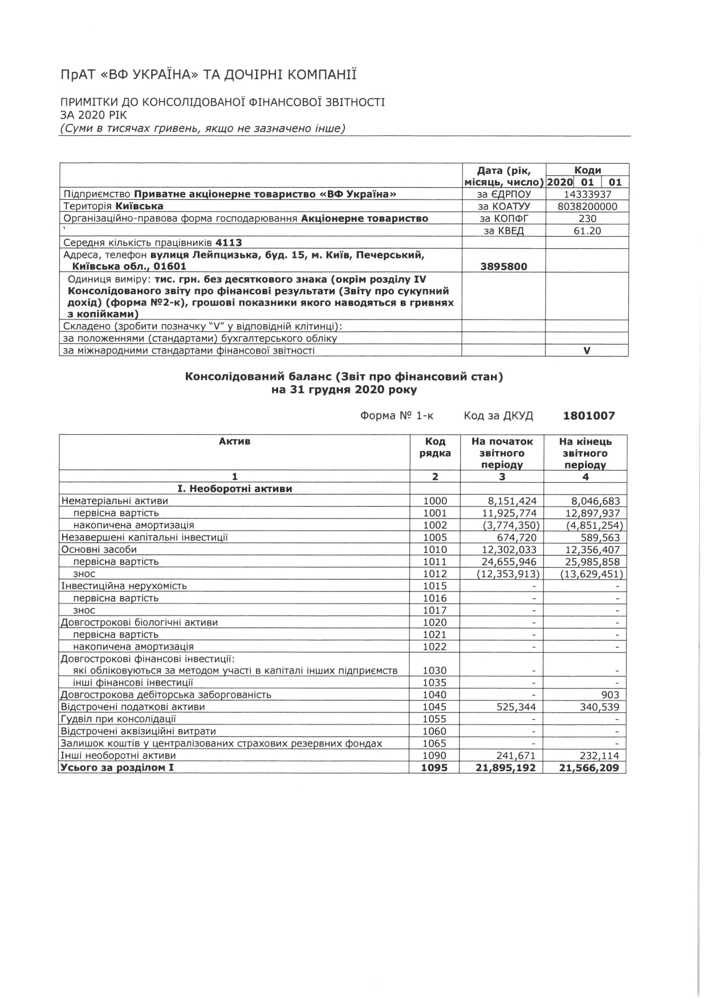 ПрАТ «ВФ УКРАЇНА» ТА ДОЧІРНІ КОМПАНІЇ
ПРИМІТКИ ДО КОНСОЛІДОВАНОЇ ФІНАНСОВОЇ ЗВІТНОСТІ
ЗА 2020 РІК
(Суми в тисячах гривень, якщо не зазначено інше)
Дата (рік, Коди
місяць, число) 2020 01 01
Підприємство Приватне акціонерне товариство «ВФ Україна» за ЄДРПОУ 14333937
Територія Київська за КОАТУУ 8038200000
Організаційно-правова форма господарювання Акціонерне товариство за КОПФГ 230
` за КВЕД 61.20
Середня кількість працівників 4113
Адреса, телефон вулиця Лейпцизька, буд. 15, м. Київ, Печерський,
Київська обл., 01601 3895800
Одиниця виміру: тис. грн. без десяткового знака (окрім розділу IV
Консолідованого звіту про фінансові результати (Звіту про сукупний
дохід) (форма №2-к), грошові показники якого наводяться в гривнях
з копійками)
Складено (зробити позначку “V” у відповідній клітинці):
за положеннями (стандартами) бухгалтерського обліку
за міжнародними стандартами фінансової звітності V
Консолідований баланс (Звіт про фінансовий стан)
на 31 грудня 2020 року
Форма № 1-к Код за ДКУД 1801007
Актив Код На початок На кінець
рядка звітного звітного
періоду періоду
1 2 3 4
I. Необоротні активи
Нематеріальні активи 1000 8,151,424 8,046,683
первісна вартість 1001 11,925,774 12,897,937
накопичена амортизація 1002 (3,774,350) (4,851,254)
Незавершені капітальні інвестиції 1005 674,720 589,563
Основні засоби 1010 12,302,033 12,356,407
первісна вартість 1011 24,655,946 25,985,858
знос 1012 (12,353,913) (13,629,451)
Інвестиційна нерухомість 1015 - -
первісна вартість 1016 - -
знос 1017 - -
Довгострокові біологічні активи 1020 - -
первісна вартість 1021 - -
накопичена амортизація 1022 - -
Довгострокові фінансові інвестиції:
які обліковуються за методом участі в капіталі інших підприємств 1030 - -
інші фінансові інвестиції 1035 - -
Довгострокова дебіторська заборгованість 1040 - 903
Відстрочені податкові активи 1045 525,344 340,539
Гудвіл при консолідації 1055 - -
Відстрочені аквізиційні витрати 1060 - -
Залишок коштів у централізованих страхових резервних фондах 1065 - -
Інші необоротні активи 1090 241,671 232,114
Усього за розділом I 1095 21,895,192 21,566,209